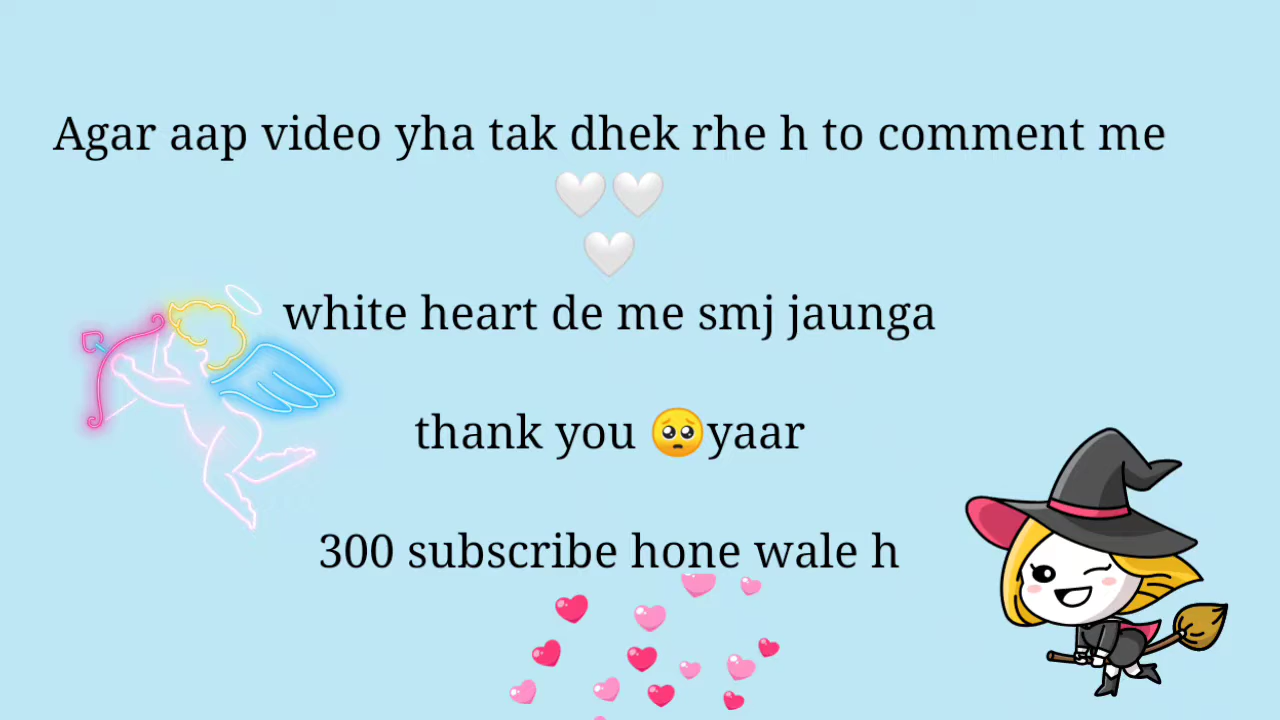 Agar aap video yha tak dhek rhe h to comment me
🤍🤍
🤍
white heart de me smj jaunga
thank you 🥺yaar
300 subscribe hone wale h